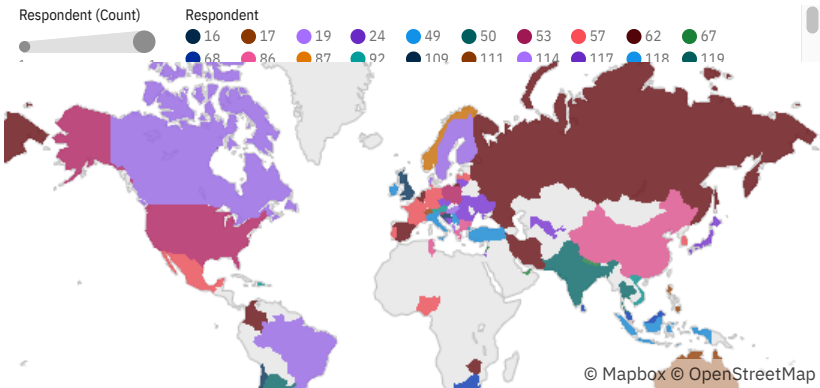 Respondent (Count)
Respondent
16 17 19 24 49 50 53 57 62 67
68 86 87 92 109 111 114 117 118 119
© Mapbox © OpenStreetMap